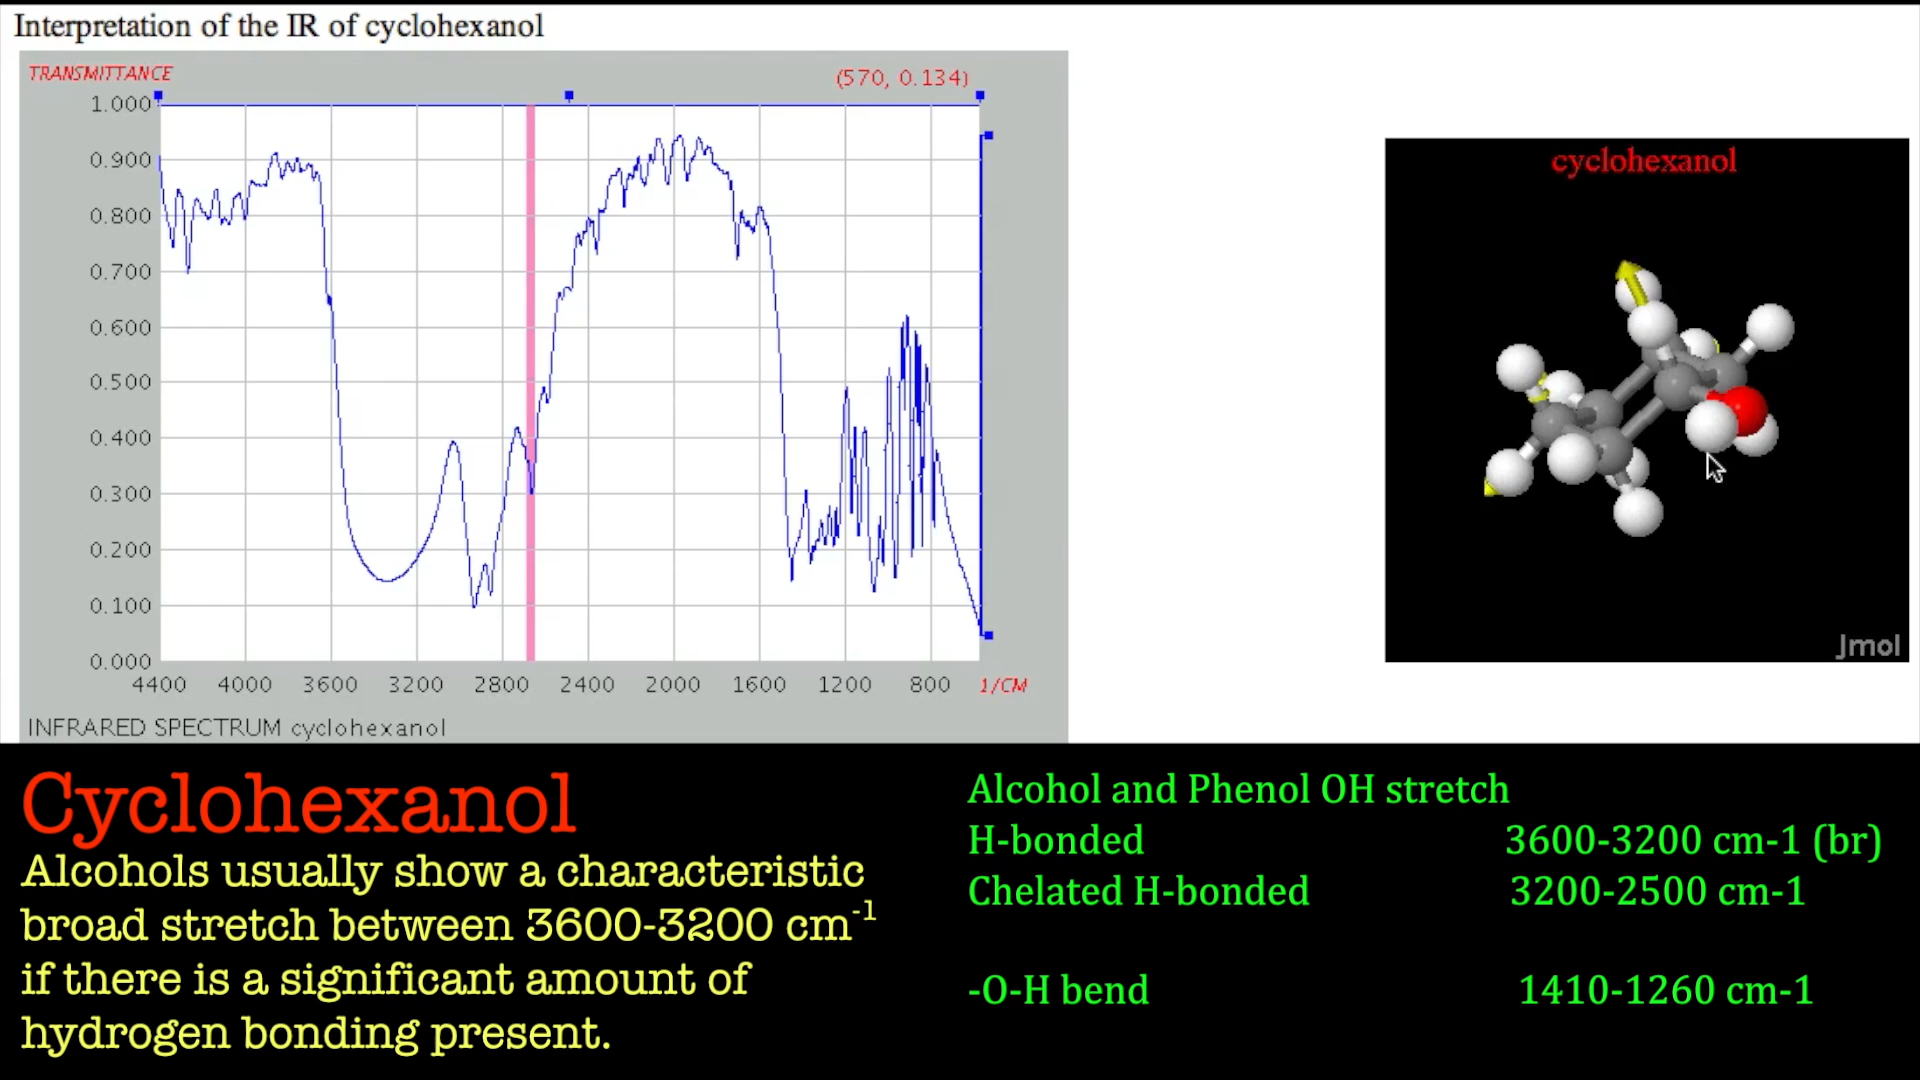 Interpretation of the IR of cyclohexanol
TRANSMITTANCE
(570, 0.134)
1.000
0.900
0.800
0.700
0.600
0.500
0.400
0.300
0.200
0.100
0.000
4400 4000 3600 3200 2800 2400 2000 1600 1200 800 1/CM
INFRARED SPECTRUM cyclohexanol
cyclohexanol
Jmol
Cyclohexanol
Alcohols usually show a characteristic
broad stretch between 3600-3200 cm⁻¹
if there is a significant amount of
hydrogen bonding present.
Alcohol and Phenol OH stretch
H-bonded 3600-3200 cm-1 (br)
Chelated H-bonded 3200-2500 cm-1
-O-H bend 1410-1260 cm-1